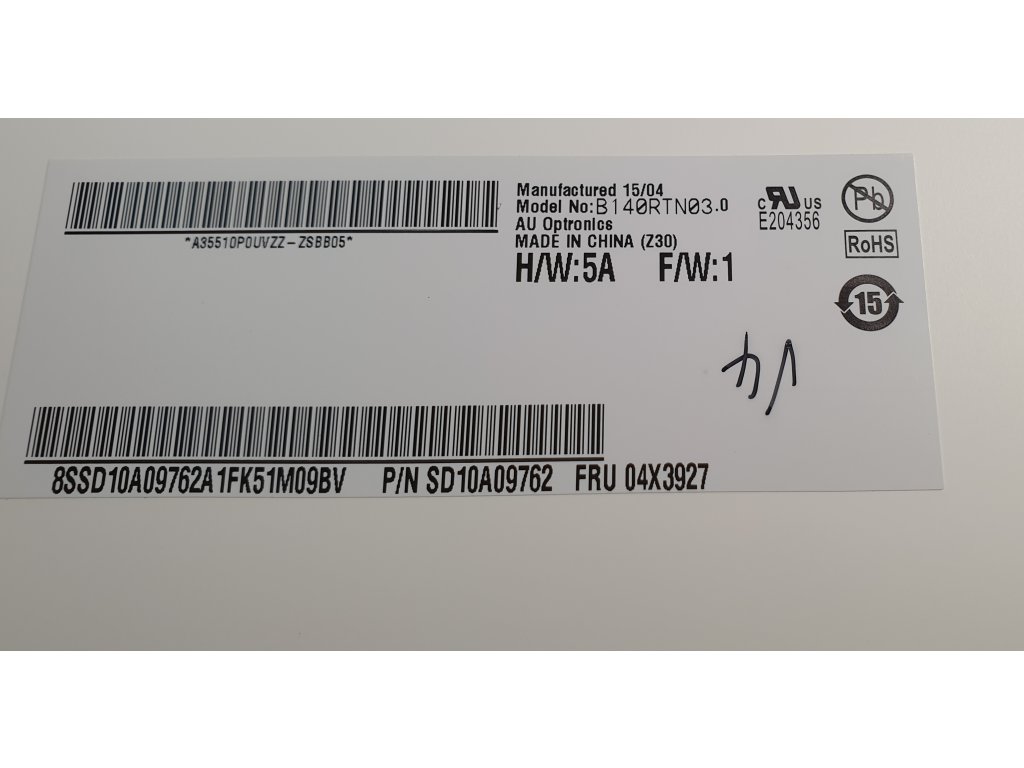 Manufactured 15/04
Model No:B140RTN03.0
AU Optronics
MADE IN CHINA (Z30)
H/W:5A F/W:1
c RU US
E204356
Pb
RoHS
15
*A35510P0UVZZ-ZSBB05*
8SSD10A09762A1FK51M09BV P/N SD10A09762 FRU 04X3927